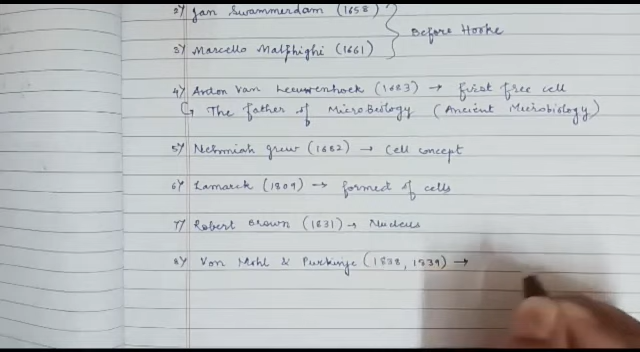 2) Jan Swammerdam (1658)
Before Hooke
3) Marcello Malphighi (1661)
4) Anton Van Leeuwenhoek (1683) → first free cell
↳ The father of MicroBiology (Ancient Microbiology)
5) Nehmiah grew (1682) → cell concept
6) Lamarck (1809) → formed of cells
7) Robert Brown (1831) → Nucleus
8) Von Mohl & Purkinje (1838, 1839) →